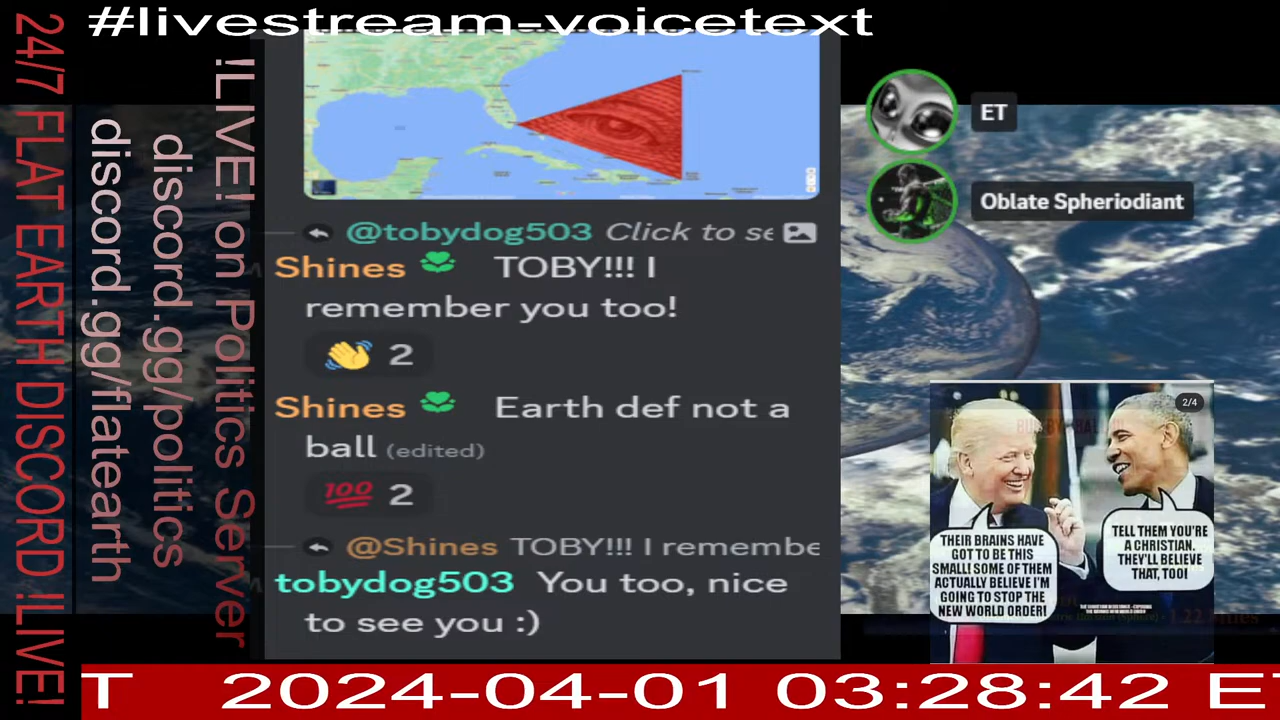 #livestream-voicetext
24/7 FLAT EARTH DISCORD !LIVE!
discord.gg/flatearth
discord.gg/politics
!LIVE! on Politics Server
@tobydog503 Click to se
Shines TOBY!!! I
remember you too!
👋 2
Shines Earth def not a
ball (edited)
💯 2
@Shines TOBY!!! I remembe
tobydog503 You too, nice
to see you :)
ET
Oblate Spheriodiant
2/4
THEIR BRAINS HAVE
GOT TO BE THIS
SMALL! SOME OF THEM
ACTUALLY BELIEVE I'M
GOING TO STOP THE
NEW WORLD ORDER!
TELL THEM YOU'RE
A CHRISTIAN.
THEY'LL BELIEVE
THAT, TOO!
1.22 Miles
T 2024-04-01 03:28:42 E